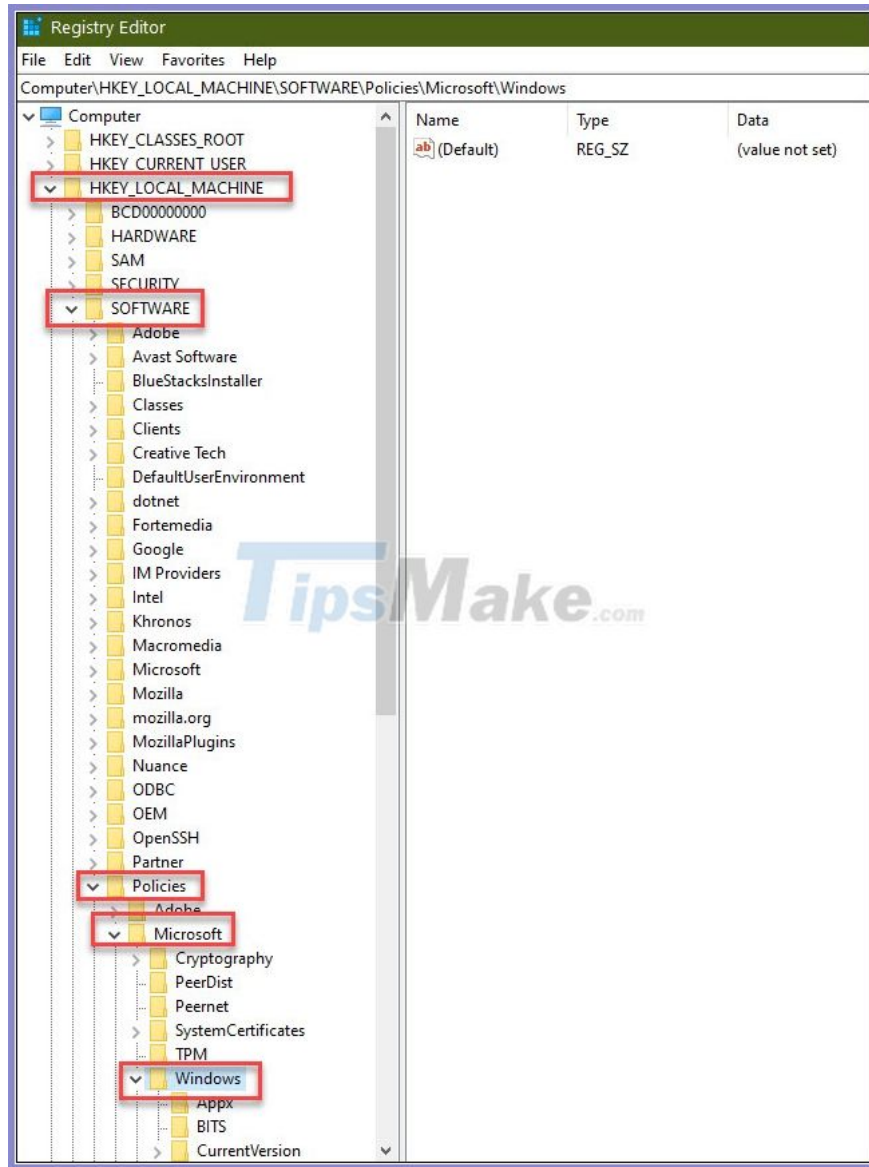 Registry Editor
File Edit View Favorites Help
Computer\HKEY_LOCAL_MACHINE\SOFTWARE\Policies\Microsoft\Windows
Computer
HKEY_CLASSES_ROOT
HKEY_CURRENT_USER
HKEY_LOCAL_MACHINE
BCD00000000
HARDWARE
SAM
SECURITY
SOFTWARE
Adobe
Avast Software
BlueStacksInstaller
Classes
Clients
Creative Tech
DefaultUserEnvironment
dotnet
Fortemedia
Google
IM Providers
Intel
Khronos
Macromedia
Microsoft
Mozilla
mozilla.org
MozillaPlugins
Nuance
ODBC
OEM
OpenSSH
Partner
Policies
Adobe
Microsoft
Cryptography
PeerDist
Peernet
SystemCertificates
TPM
Windows
Appx
BITS
CurrentVersion
Name Type Data
ab (Default) REG_SZ (value not set)
TipsMake.com